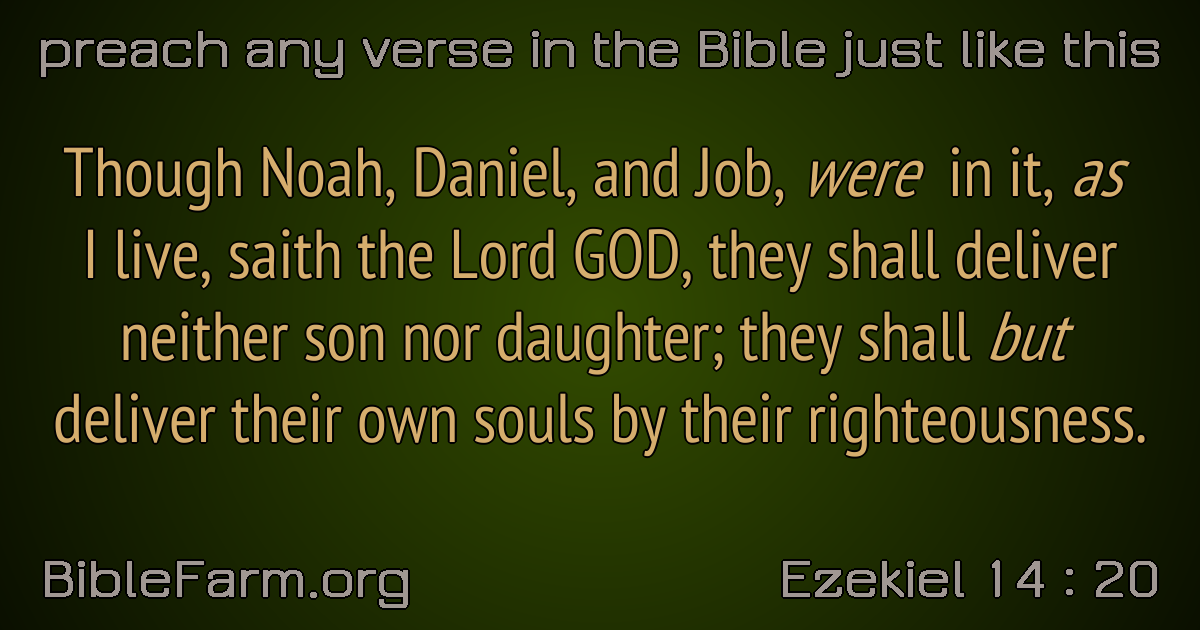 preach any verse in the Bible just like this
Though Noah, Daniel, and Job, were in it, as
I live, saith the Lord GOD, they shall deliver
neither son nor daughter; they shall but
deliver their own souls by their righteousness.
BibleFarm.org
Ezekiel 14 : 20